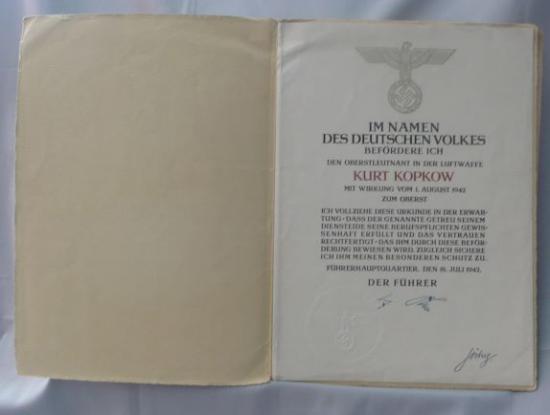 IM NAMEN
DES DEUTSCHEN VOLKES
BEFÖRDERE ICH
DEN OBERSTLEUTNANT IN DER LUFTWAFFE
KURT KOPKOW
MIT WIRKUNG VOM 1. AUGUST 1942
ZUM OBERST
ICH VOLLZIEHE DIESE URKUNDE IN DER ERWAR-
TUNG • DASS DER GENANNTE GETREU SEINEM
DIENSTEIDE SEINE BERUFSPFLICHTEN GEWIS-
SENHAFT ERFÜLLT UND DAS VERTRAUEN
RECHTFERTIGT • DAS IHM DURCH DIESE BEFÖR-
DERUNG BEWIESEN WIRD. ZUGLEICH SICHERE
ICH IHM MEINEN BESONDEREN SCHUTZ ZU.
FÜHRERHAUPTQUARTIER, DEN 18. JULI 1942.
DER FÜHRER